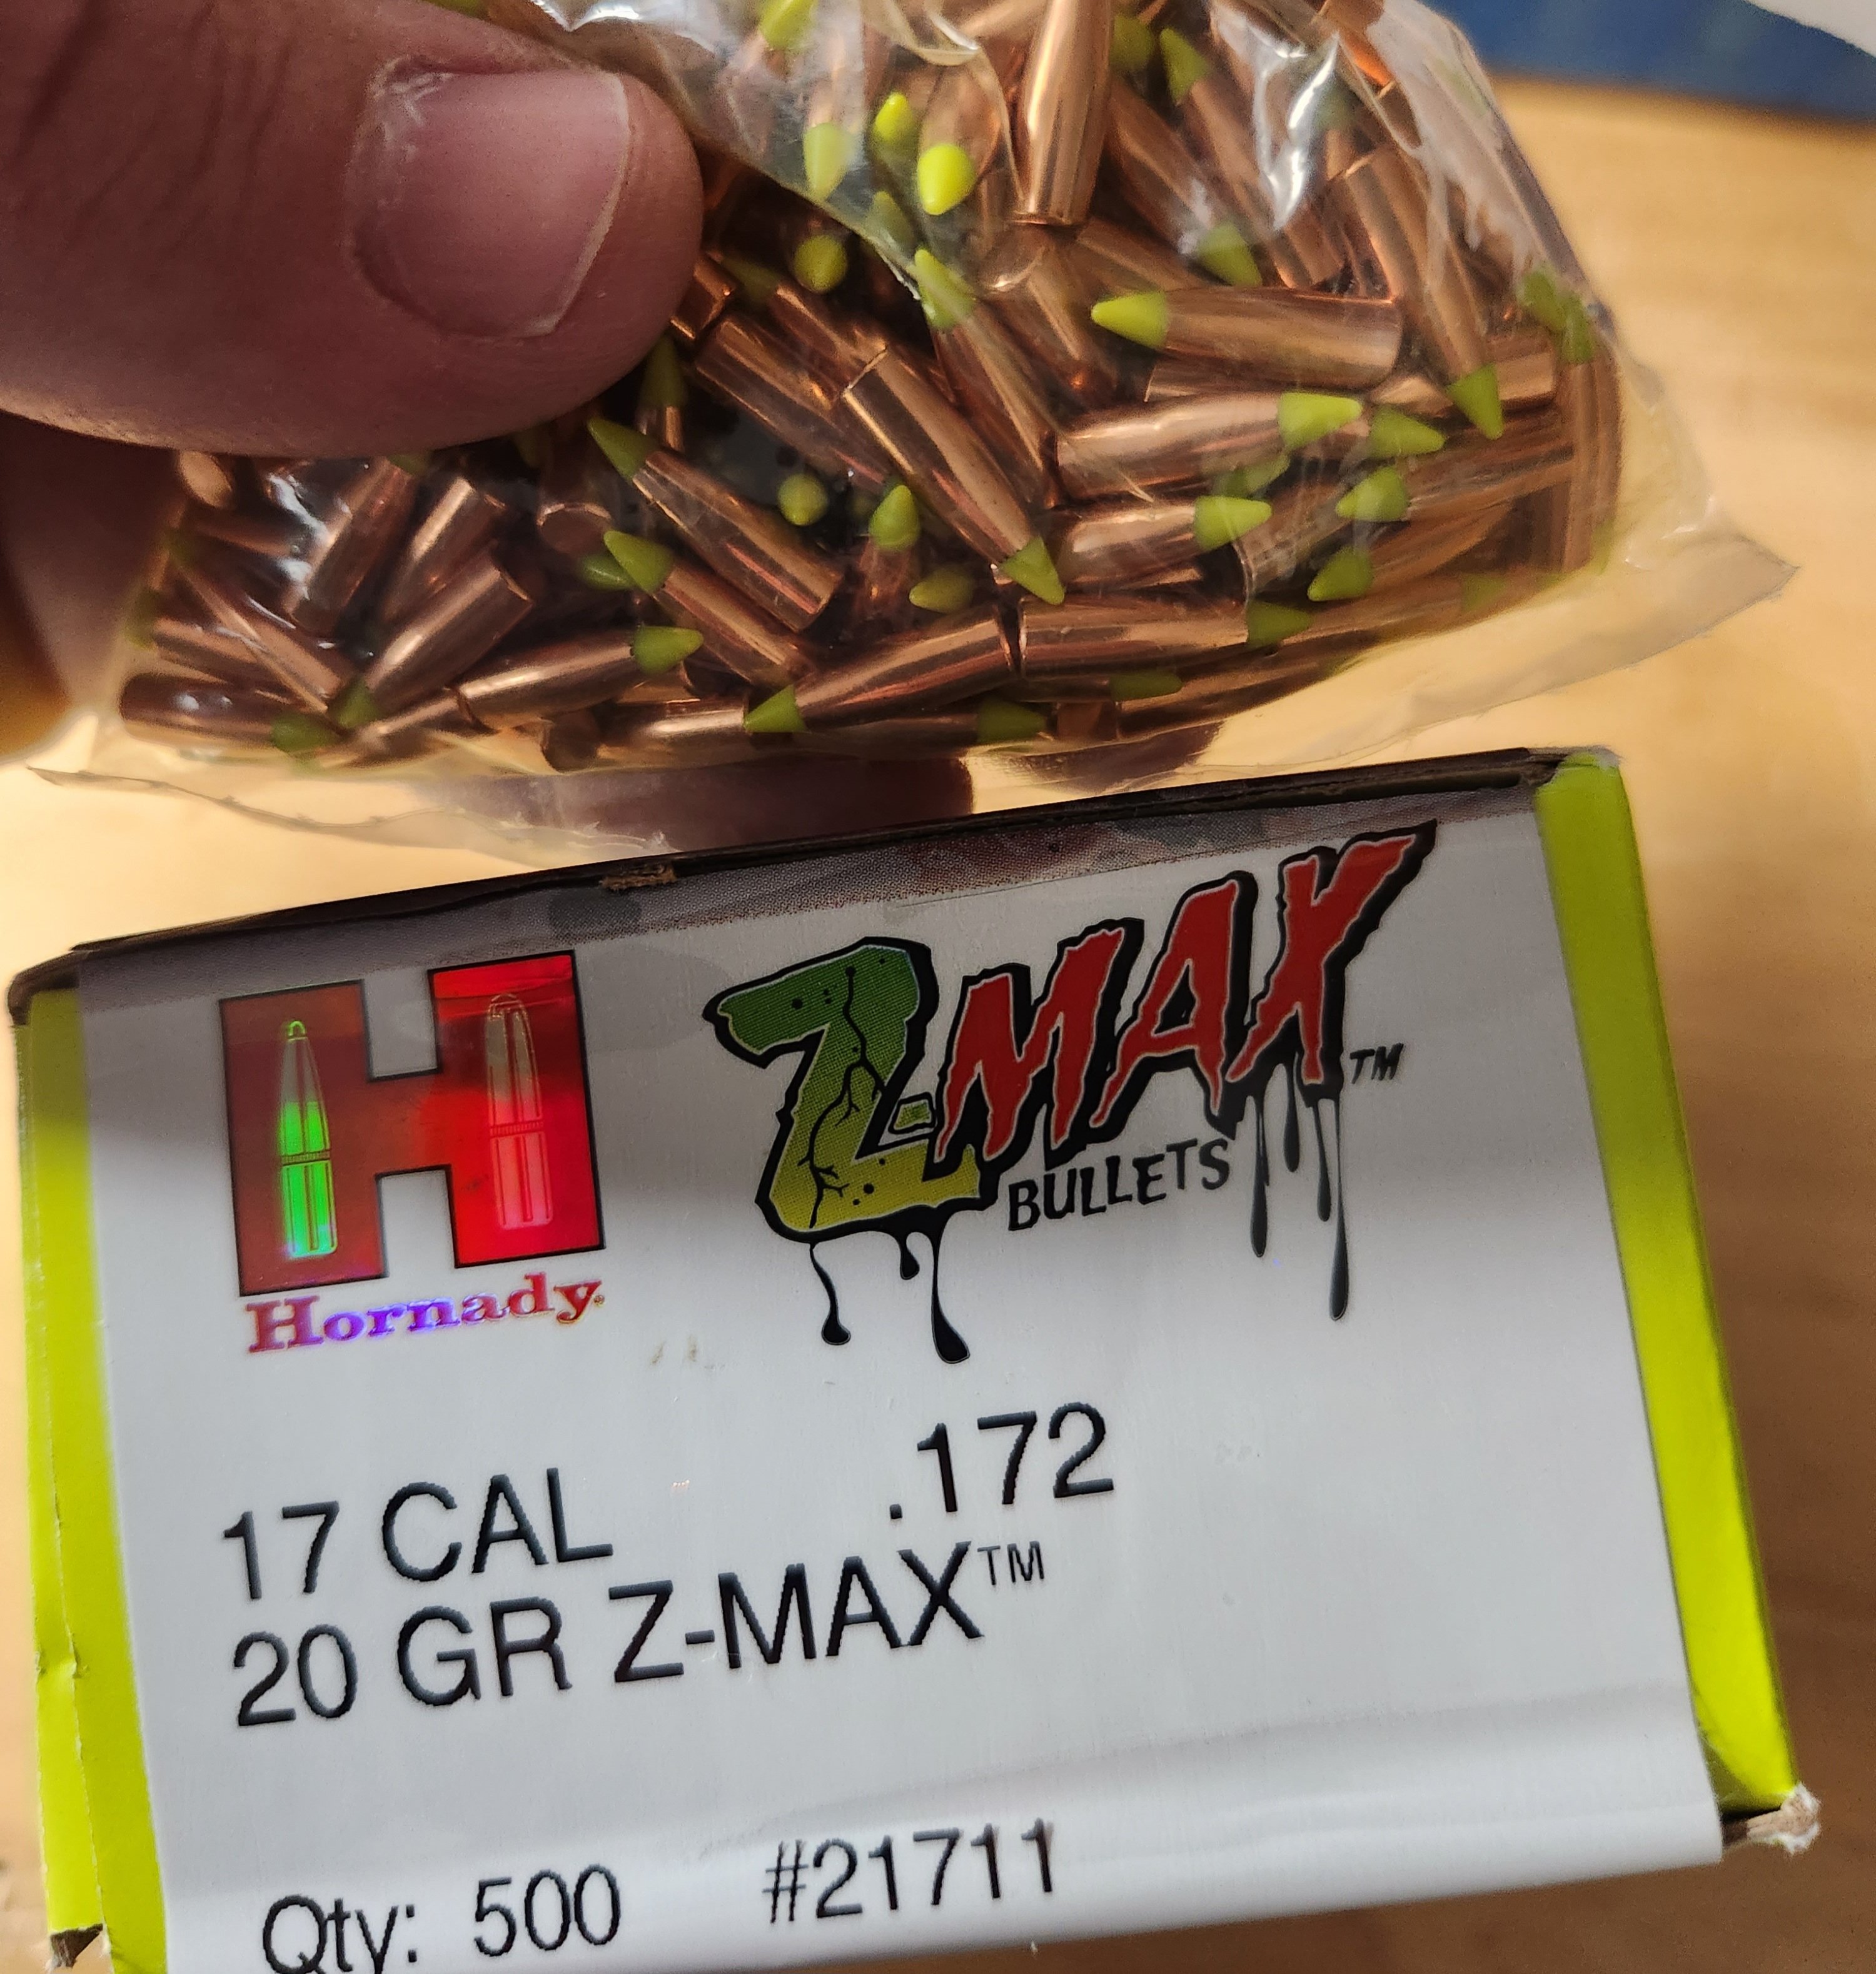 Z-MAX™
BULLETS
H
Hornady®
17 CAL .172
20 GR Z-MAX™
Qty: 500 #21711